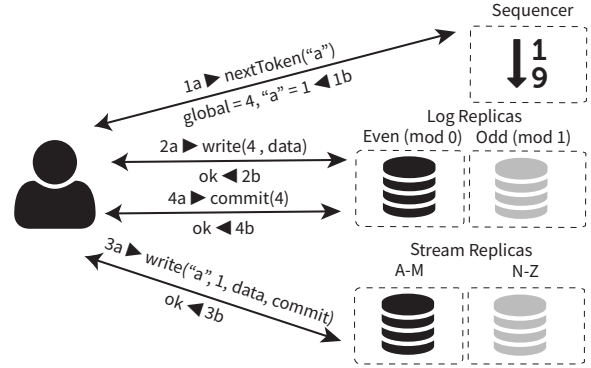 Sequencer
1
9
1a ▶ nextToken("a")
global = 4, "a" = 1 ◀ 1b
Log Replicas
Even (mod 0) Odd (mod 1)
2a ▶ write(4 , data)
ok ◀ 2b
4a ▶ commit(4)
ok ◀ 4b
3a ▶ write("a", 1, data, commit)
ok ◀ 3b
Stream Replicas
A-M N-Z